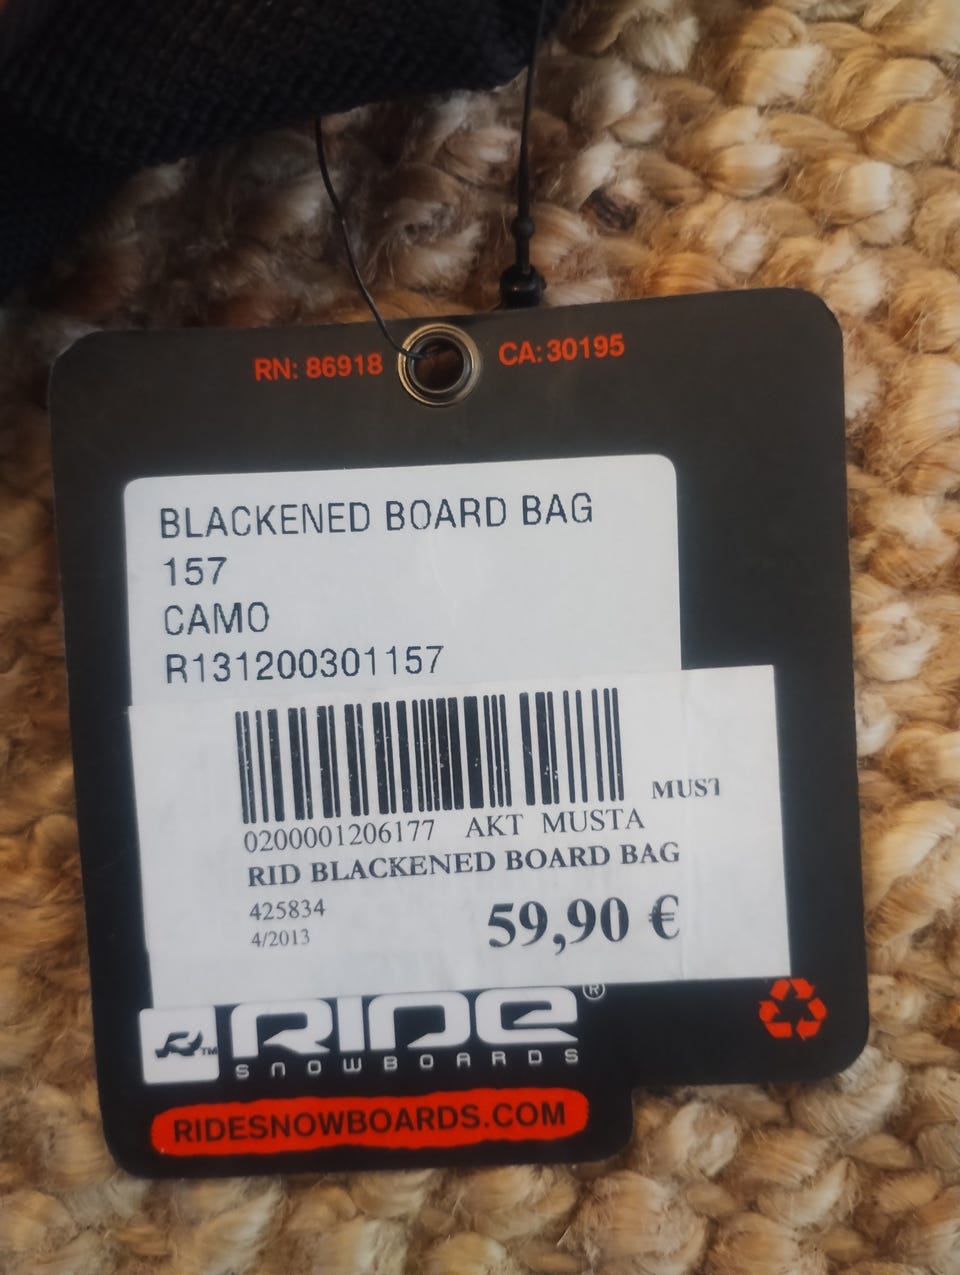 RN: 86918 CA: 30195
BLACKENED BOARD BAG
157
CAMO
R131200301157
MUST
0200001206177 AKT MUSTA
RID BLACKENED BOARD BAG
425834
59,90 €
4/2013
RIDE®
TM
SNOWBOARDS
RIDESNOWBOARDS.COM